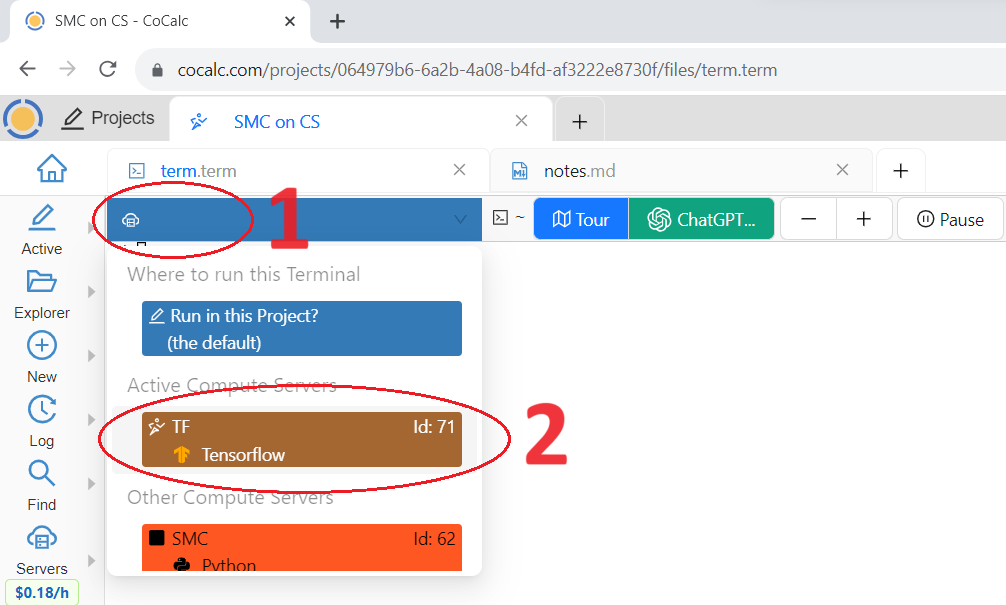 SMC on CS - CoCalc
cocalc.com/projects/064979b6-6a2b-4a08-b4fd-af3222e8730f/files/term.term
Projects
SMC on CS
term.term
notes.md
1
~
Tour
ChatGPT...
Pause
Active
Explorer
New
Log
Find
Servers
$0.18/h
Where to run this Terminal
Run in this Project?
(the default)
Active Compute Servers
TF Id: 71
Tensorflow
2
Other Compute Servers
SMC Id: 62
Python